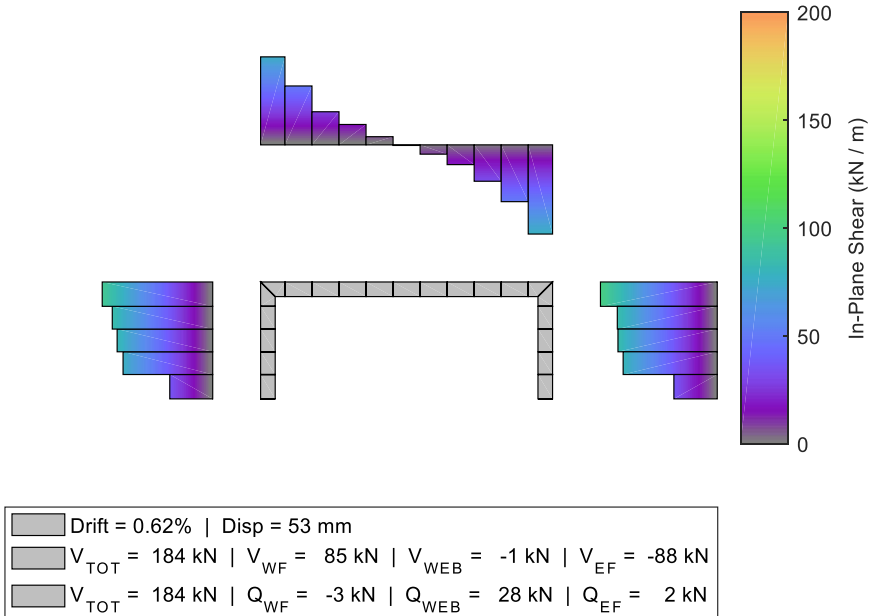 200
150
100
50
0
In-Plane Shear (kN / m)
Drift = 0.62% | Disp = 53 mm
V_TOT = 184 kN | V_WF = 85 kN | V_WEB = -1 kN | V_EF = -88 kN
V_TOT = 184 kN | Q_WF = -3 kN | Q_WEB = 28 kN | Q_EF = 2 kN